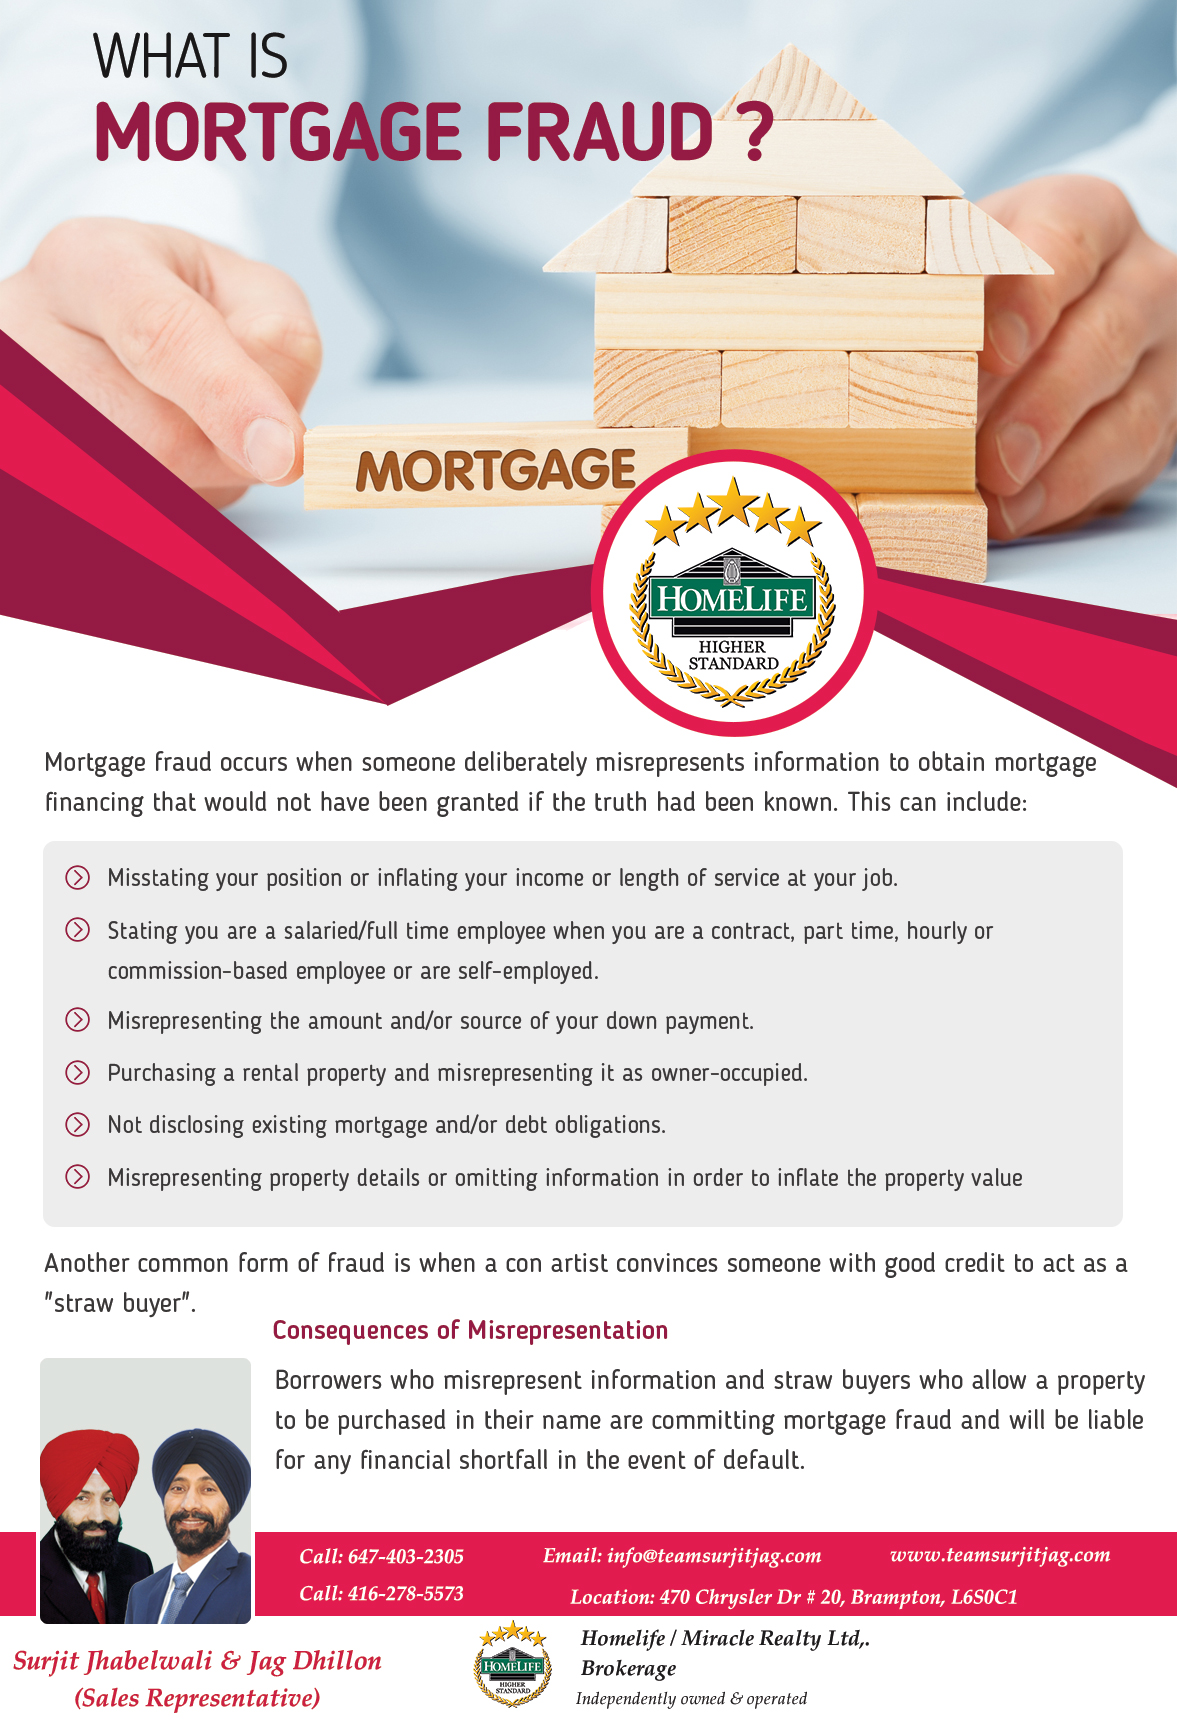 WHAT IS
MORTGAGE FRAUD ?
MORTGAGE
HOMELIFE
HIGHER
STANDARD
Mortgage fraud occurs when someone deliberately misrepresents information to obtain mortgage
financing that would not have been granted if the truth had been known. This can include:
Misstating your position or inflating your income or length of service at your job.
Stating you are a salaried/full time employee when you are a contract, part time, hourly or
commission-based employee or are self-employed.
Misrepresenting the amount and/or source of your down payment.
Purchasing a rental property and misrepresenting it as owner-occupied.
Not disclosing existing mortgage and/or debt obligations.
Misrepresenting property details or omitting information in order to inflate the property value
Another common form of fraud is when a con artist convinces someone with good credit to act as a
"straw buyer".
Consequences of Misrepresentation
Borrowers who misrepresent information and straw buyers who allow a property
to be purchased in their name are committing mortgage fraud and will be liable
for any financial shortfall in the event of default.
Call: 647-403-2305
Call: 416-278-5573
Email: info@teamsurjitjag.com
www.teamsurjitjag.com
Location: 470 Chrysler Dr # 20, Brampton, L6S0C1
Surjit Jhabelwali & Jag Dhillon
(Sales Representative)
HOMELIFE
HIGHER
STANDARD
Homelife / Miracle Realty Ltd,.
Brokerage
Independently owned & operated